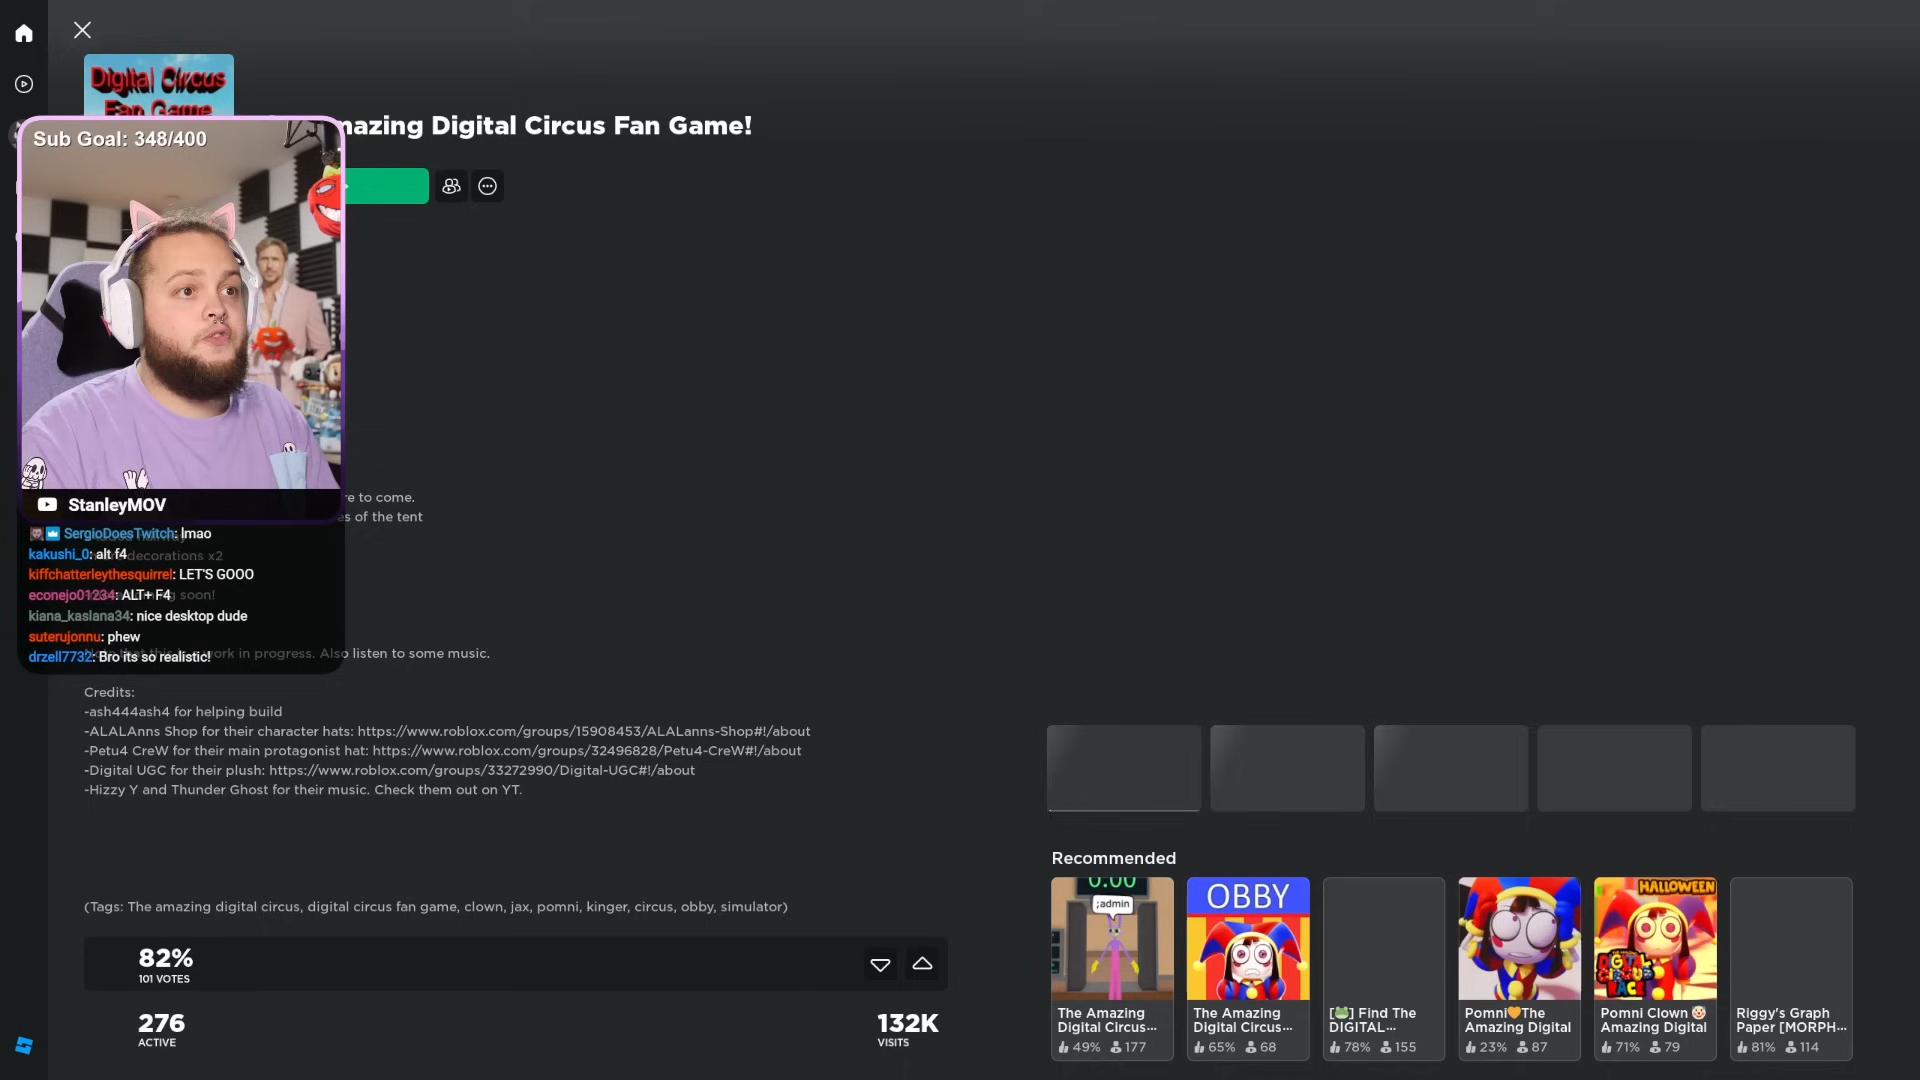 Digital Circus
Fan Game
mazing Digital Circus Fan Game!
Sub Goal: 348/400
StanleyMOV
re to come.
es of the tent
SergioDoesTwitch: lmao
kakushi_0: alt f4
decorations x2
kiffchatterleythesquirrel: LET'S GOOO
econejo01234: ALT+ F4
soon!
kiana_kaslana34: nice desktop dude
suterujonnu: phew
drzell7732: Bro its so realistic!
work in progress. Also listen to some music.
Credits:
-ash444ash4 for helping build
-ALALAnns Shop for their character hats: https://www.roblox.com/groups/15908453/ALALanns-Shop#!/about
-Petu4 CreW for their main protagonist hat: https://www.roblox.com/groups/32496828/Petu4-CreW#!/about
-Digital UGC for their plush: https://www.roblox.com/groups/33272990/Digital-UGC#!/about
-Hizzy Y and Thunder Ghost for their music. Check them out on YT.
(Tags: The amazing digital circus, digital circus fan game, clown, jax, pomni, kinger, circus, obby, simulator)
82%
101 VOTES
276
ACTIVE
132K
VISITS
Recommended
0.00
;admin
The Amazing
Digital Circus...
49% 177
OBBY
The Amazing
Digital Circus...
65% 68
[🐸] Find The
DIGITAL...
78% 155
Pomni🧡The
Amazing Digital
23% 87
HALLOWEEN
DIGITAL
CIRCUS
RACE
Pomni Clown 🤡
Amazing Digital
71% 79
Riggy's Graph
Paper [MORPH...
81% 114